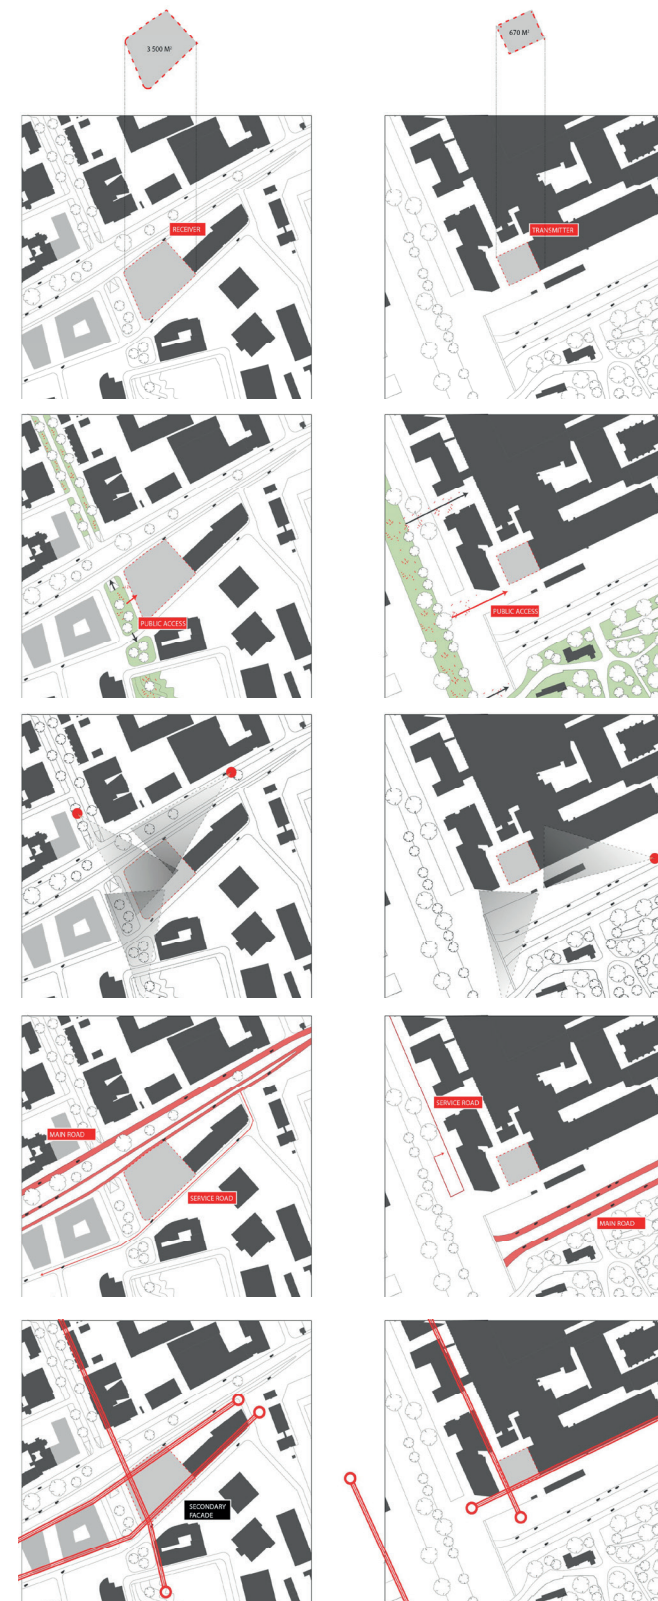 3 500 M²
670 M²
RECEIVER
TRANSMITTER
PUBLIC ACCESS
PUBLIC ACCESS
MAIN ROAD
SERVICE ROAD
SERVICE ROAD
MAIN ROAD
SECONDARY
FACADE